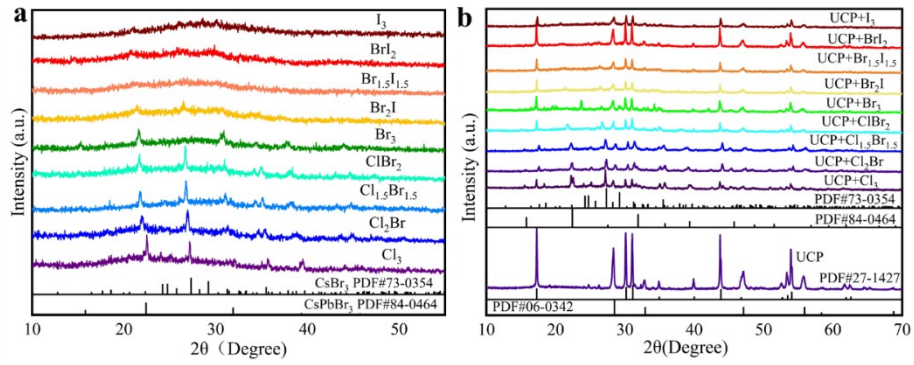 a
I₃
BrI₂
Br₁.₅I₁.₅
Br₂I
Br₃
ClBr₂
Cl₁.₅Br₁.₅
Cl₂Br
Cl₃
CsBr₃ PDF#73-0354
CsPbBr₃ PDF#84-0464
Intensity (a.u.)
10 20 30 40 50
2θ（Degree）
b
UCP+I₃
UCP+BrI₂
UCP+Br₁.₅I₁.₅
UCP+Br₂I
UCP+Br₃
UCP+ClBr₂
UCP+Cl₁.₅Br₁.₅
UCP+Cl₂Br
UCP+Cl₃
PDF#73-0354
PDF#84-0464
UCP
PDF#27-1427
PDF#06-0342
Intensity (a.u.)
10 20 30 40 50 60 70
2θ(Degree)